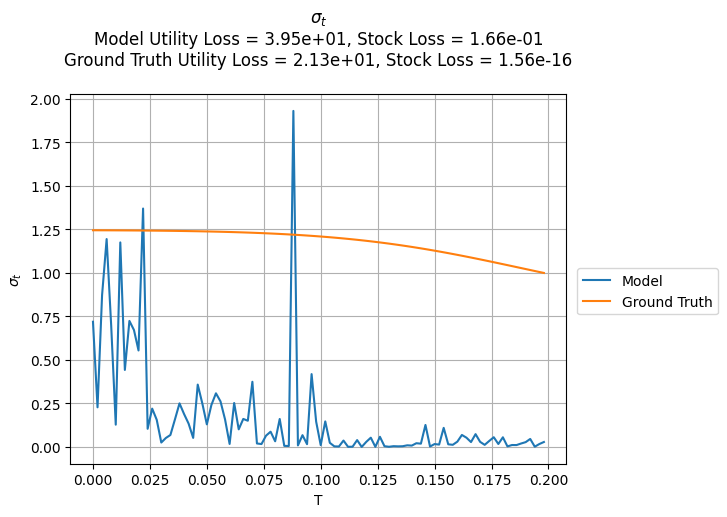 σₜ
Model Utility Loss = 3.95e+01, Stock Loss = 1.66e-01
Ground Truth Utility Loss = 2.13e+01, Stock Loss = 1.56e-16
2.00
1.75
1.50
1.25
1.00
0.75
0.50
0.25
0.00
σₜ
0.000
0.025
0.050
0.075
0.100
0.125
0.150
0.175
0.200
T
Model
Ground Truth